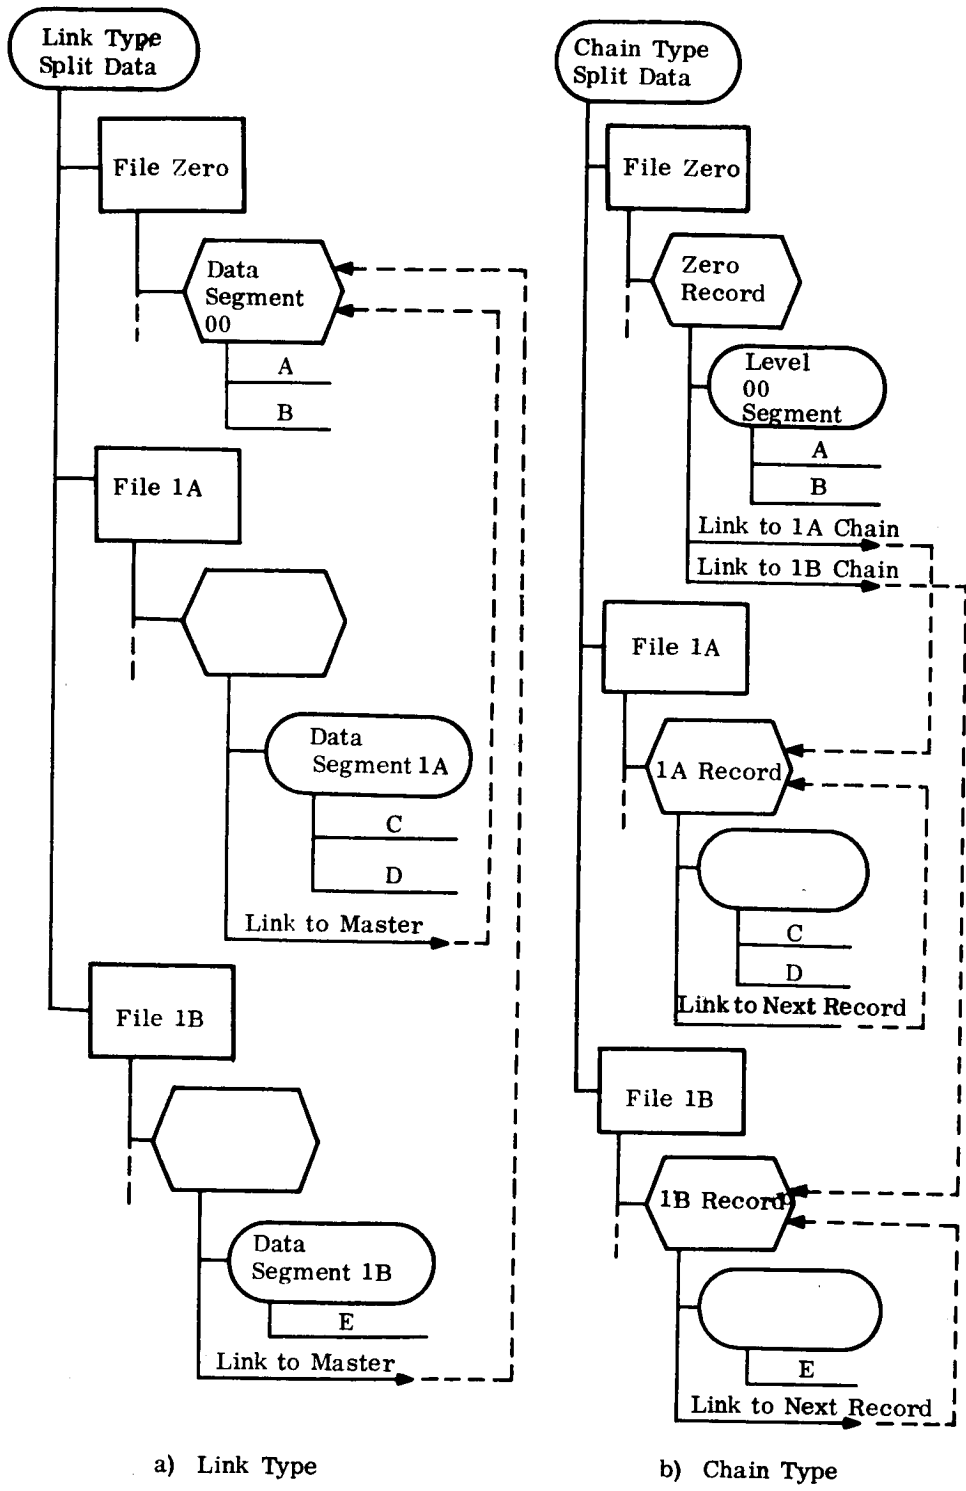 Link Type
Split Data
File Zero
Data
Segment
00
A
B
File 1A
Data
Segment 1A
C
D
Link to Master
File 1B
Data
Segment 1B
E
Link to Master
a) Link Type
Chain Type
Split Data
File Zero
Zero
Record
Level
00
Segment
A
B
Link to 1A Chain
Link to 1B Chain
File 1A
1A Record
C
D
Link to Next Record
File 1B
1B Record
E
Link to Next Record
b) Chain Type